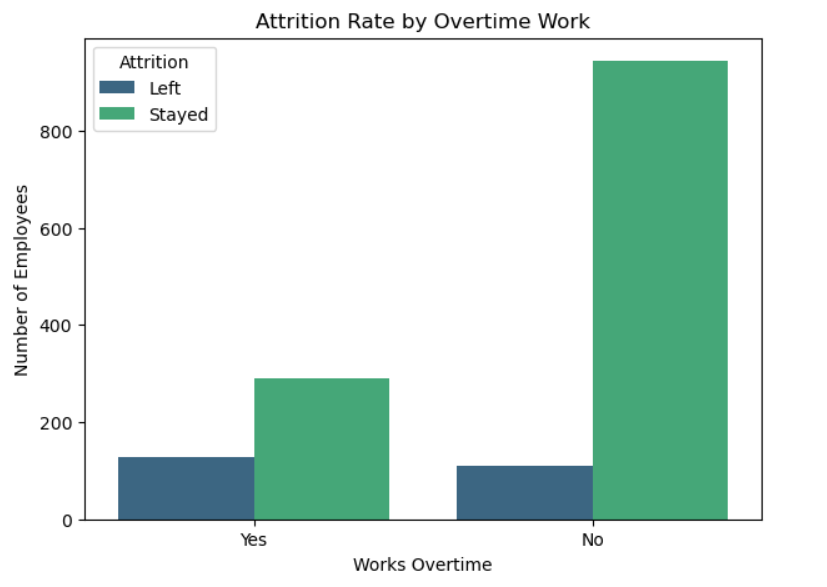 Attrition Rate by Overtime Work
Attrition
Left
Stayed
Number of Employees
800
600
400
200
0
Yes
No
Works Overtime